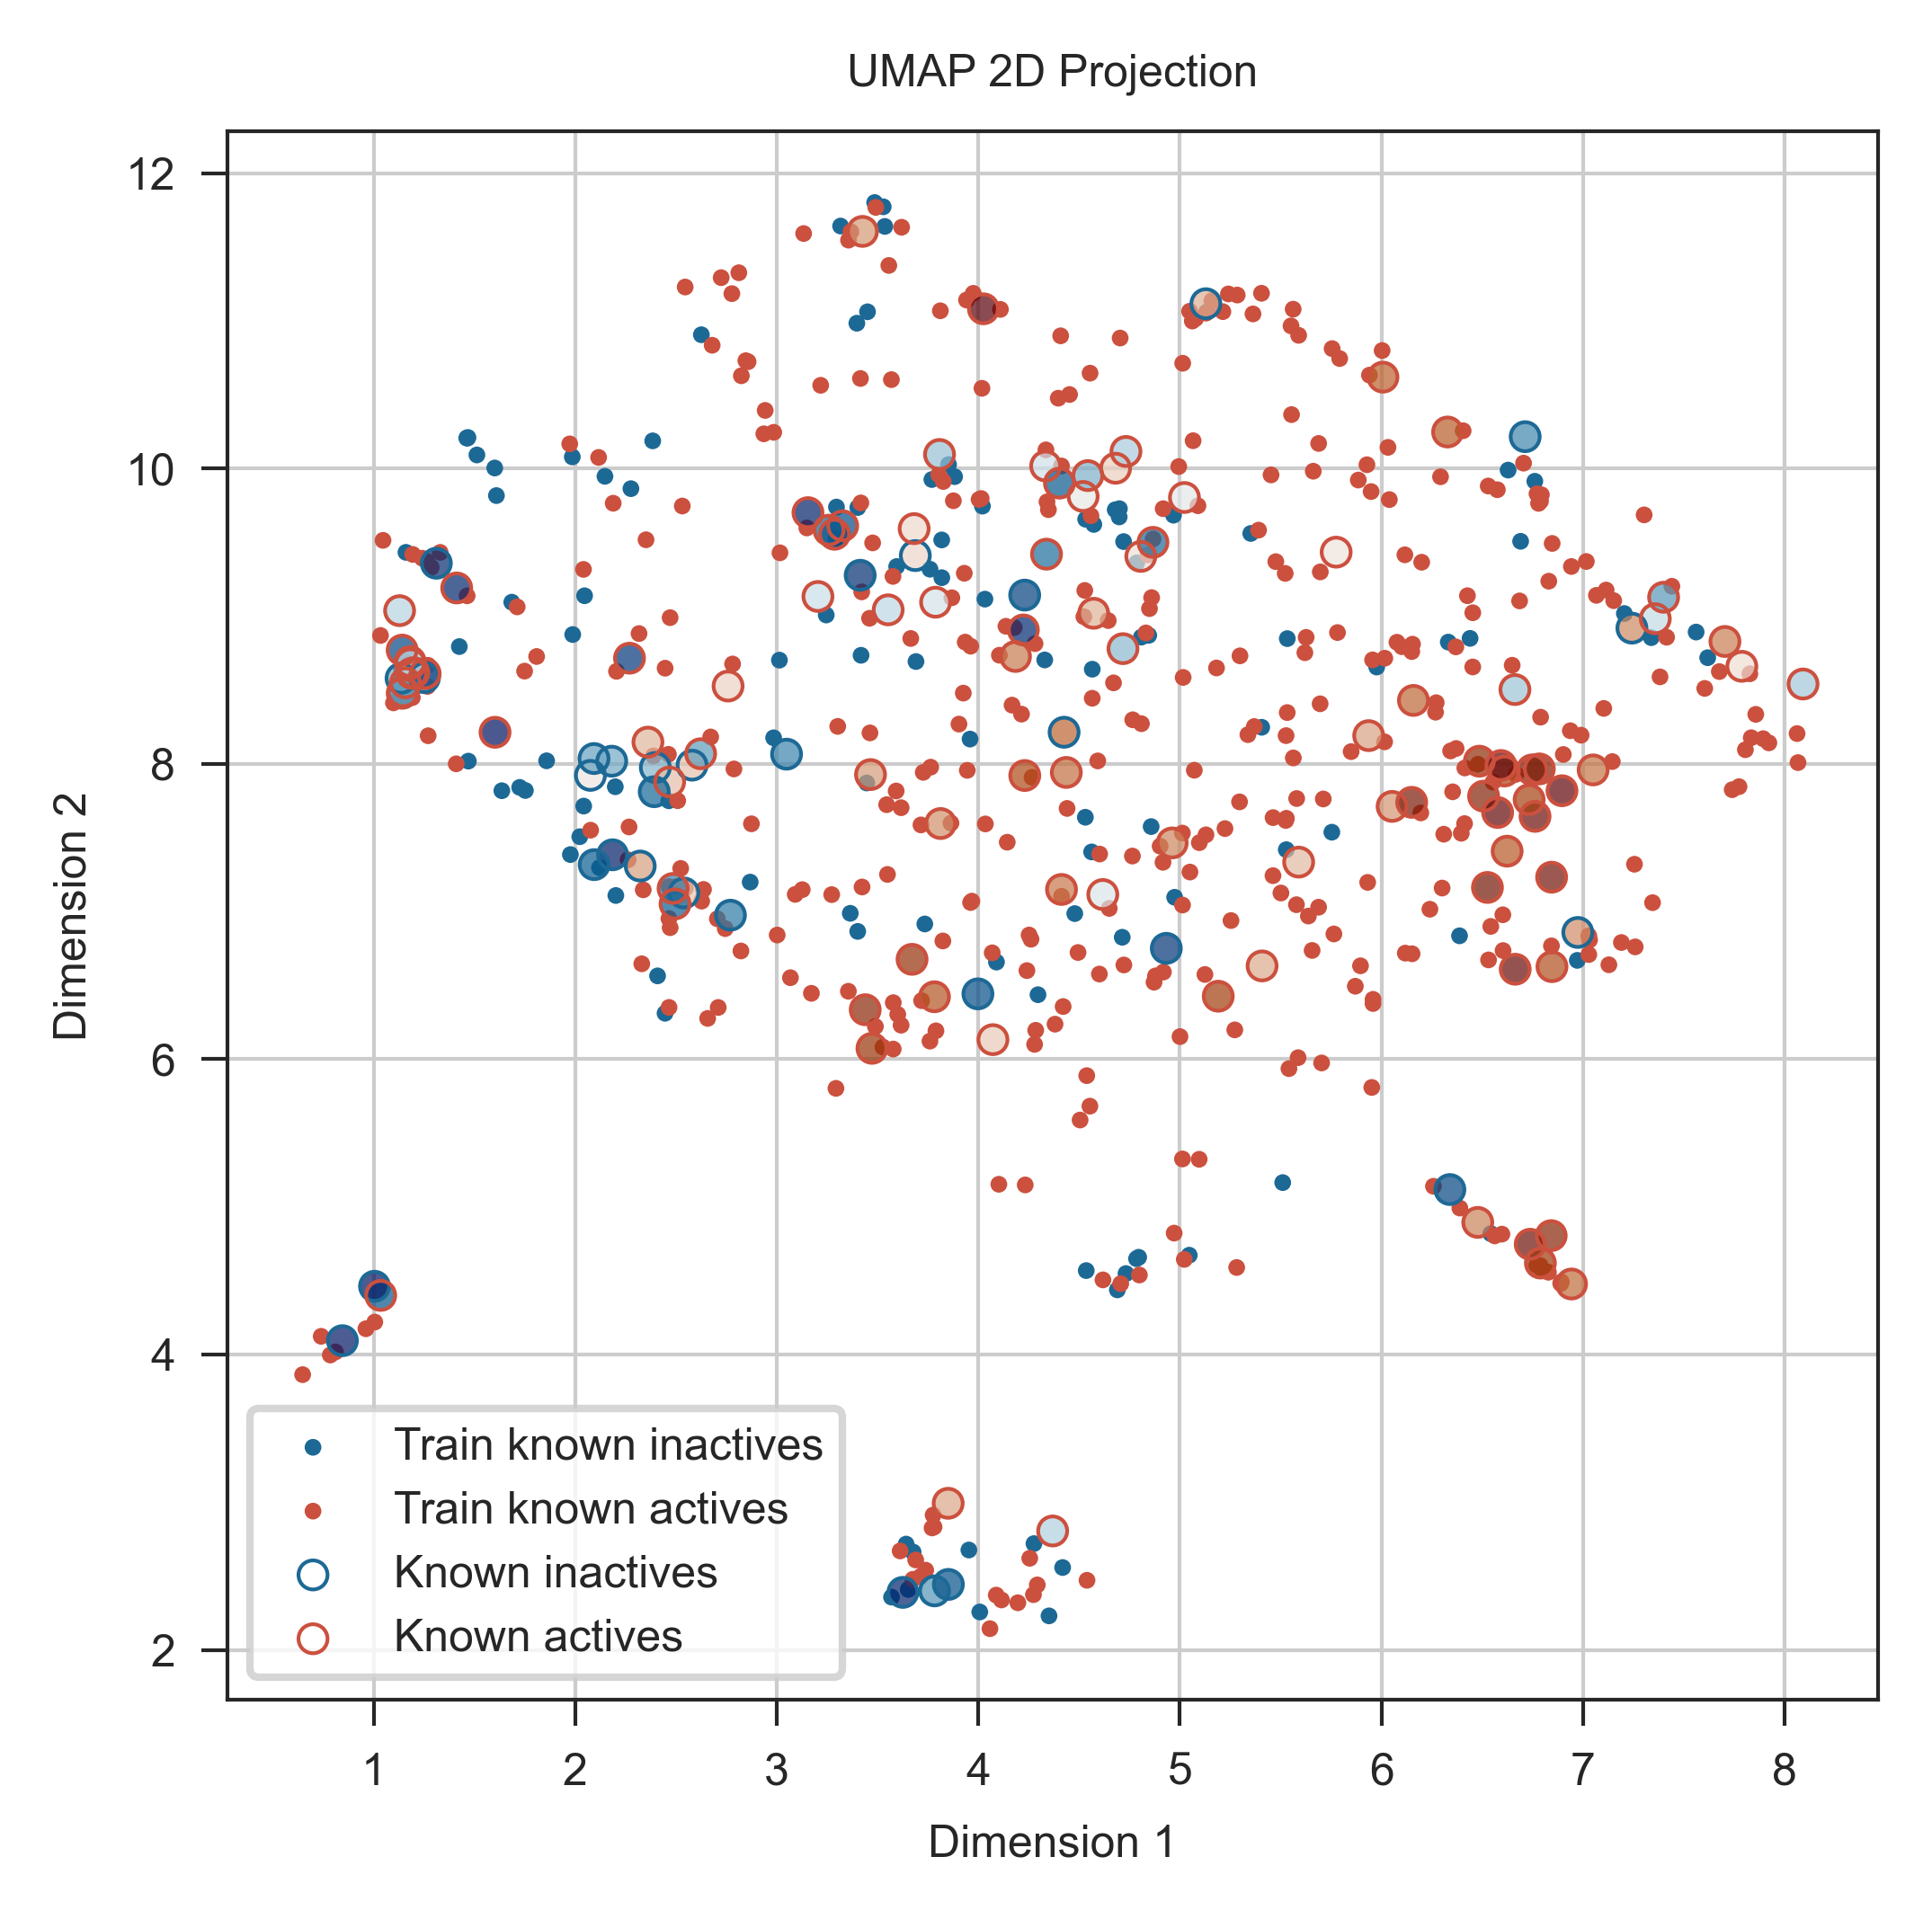 UMAP 2D Projection
12
10
8
6
4
2
Dimension 2
Train known inactives
Train known actives
Known inactives
Known actives
1 2 3 4 5 6 7 8
Dimension 1